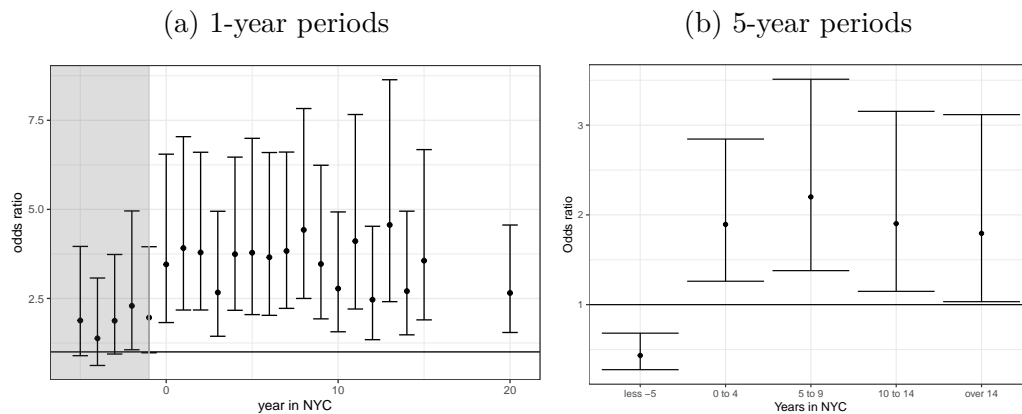 (a) 1-year periods
7.5
5.0
2.5
odds ratio
0 10 20
year in NYC
(b) 5-year periods
3
2
1
Odds ratio
less −5 0 to 4 5 to 9 10 to 14 over 14
Years in NYC